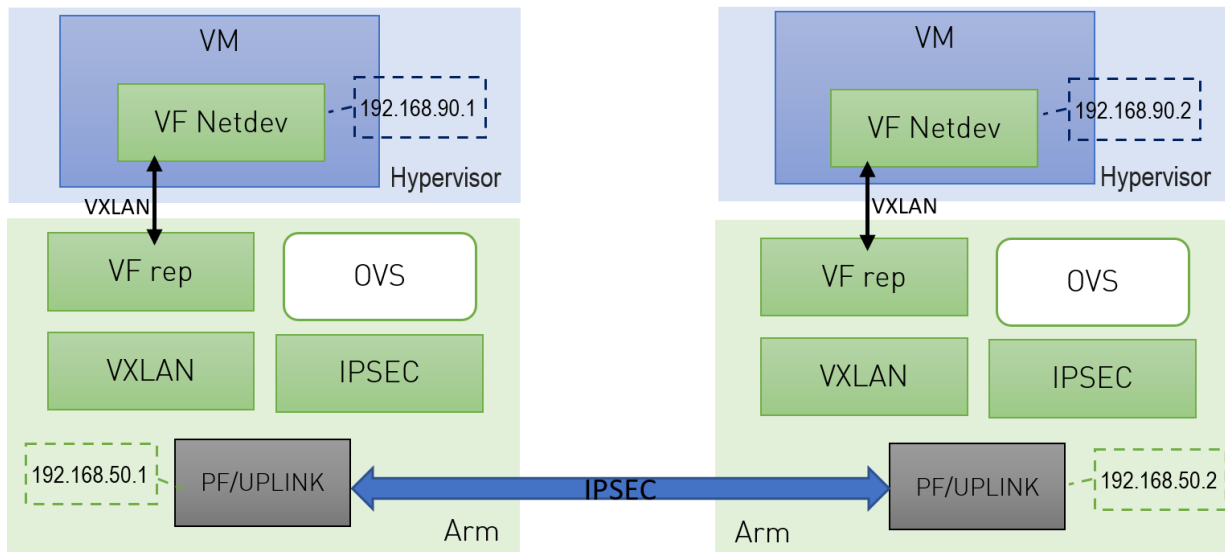 VM
VF Netdev
192.168.90.1
Hypervisor
VXLAN
VF rep
OVS
VXLAN
IPSEC
192.168.50.1
PF/UPLINK
Arm
IPSEC
VM
VF Netdev
192.168.90.2
Hypervisor
VXLAN
VF rep
OVS
VXLAN
IPSEC
PF/UPLINK
192.168.50.2
Arm